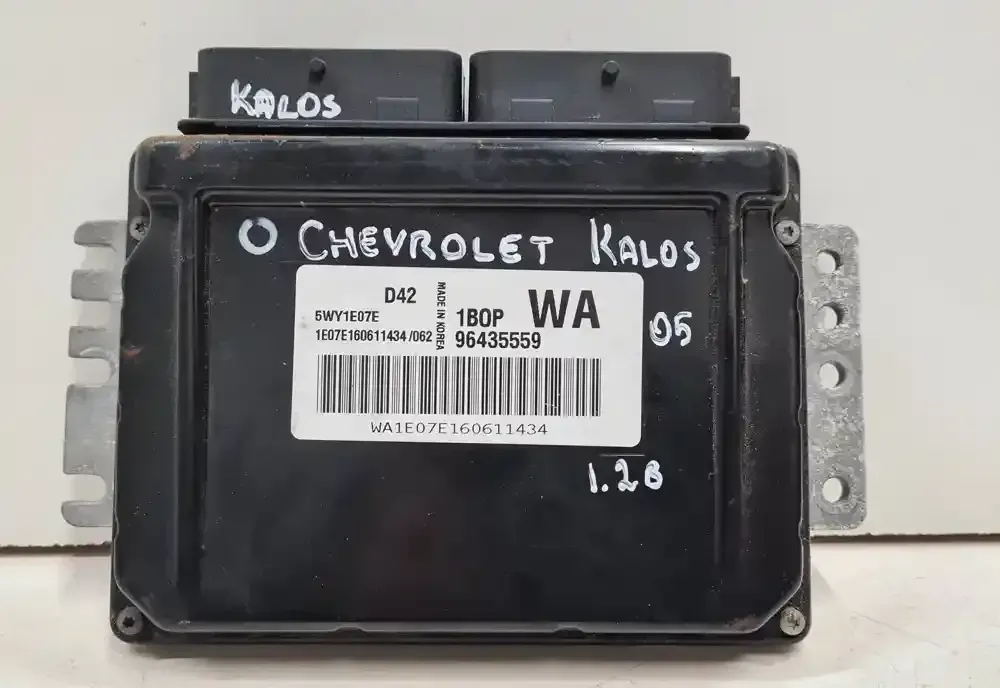 KALOS
O CHEVROLET KALOS
05
D42
MADE IN KOREA
1BOP
WA
5WY1E07E
1E07E160611434/062
96435559
WA1E07E160611434
1.2B